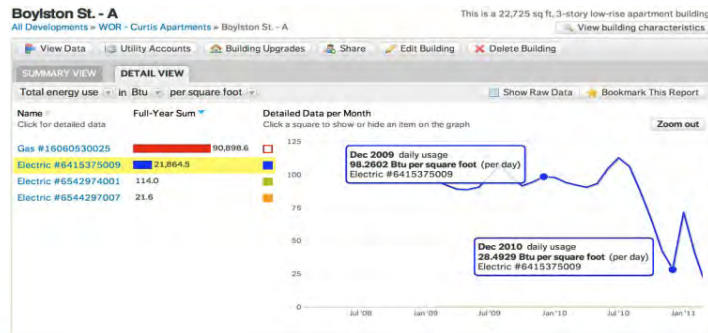 Boylston St. - A
This is a 22,725 sq ft, 3-story low-rise apartment building
All Developments » WOR - Curtis Apartments » Boylston St. - A
View building characteristics
View Data Utility Accounts Building Upgrades Share Edit Building Delete Building
SUMMARY VIEW DETAIL VIEW
Total energy use in Btu per square foot
Show Raw Data Bookmark This Report
Name Full-Year Sum Detailed Data per Month
Click for detailed data Click a square to show or hide an item on the graph Zoom out
Gas #16060530025 90,898.6
Electric #6415375009 21,864.5
Electric #6542974001 114.0
Electric #6544297007 21.6
125
100
75
50
25
0
Dec 2009 daily usage
98.2602 Btu per square foot (per day)
Electric #6415375009
Dec 2010 daily usage
28.4929 Btu per square foot (per day)
Electric #6415375009
Jul '08 Jan '09 Jul '09 Jan '10 Jul '10 Jan '11